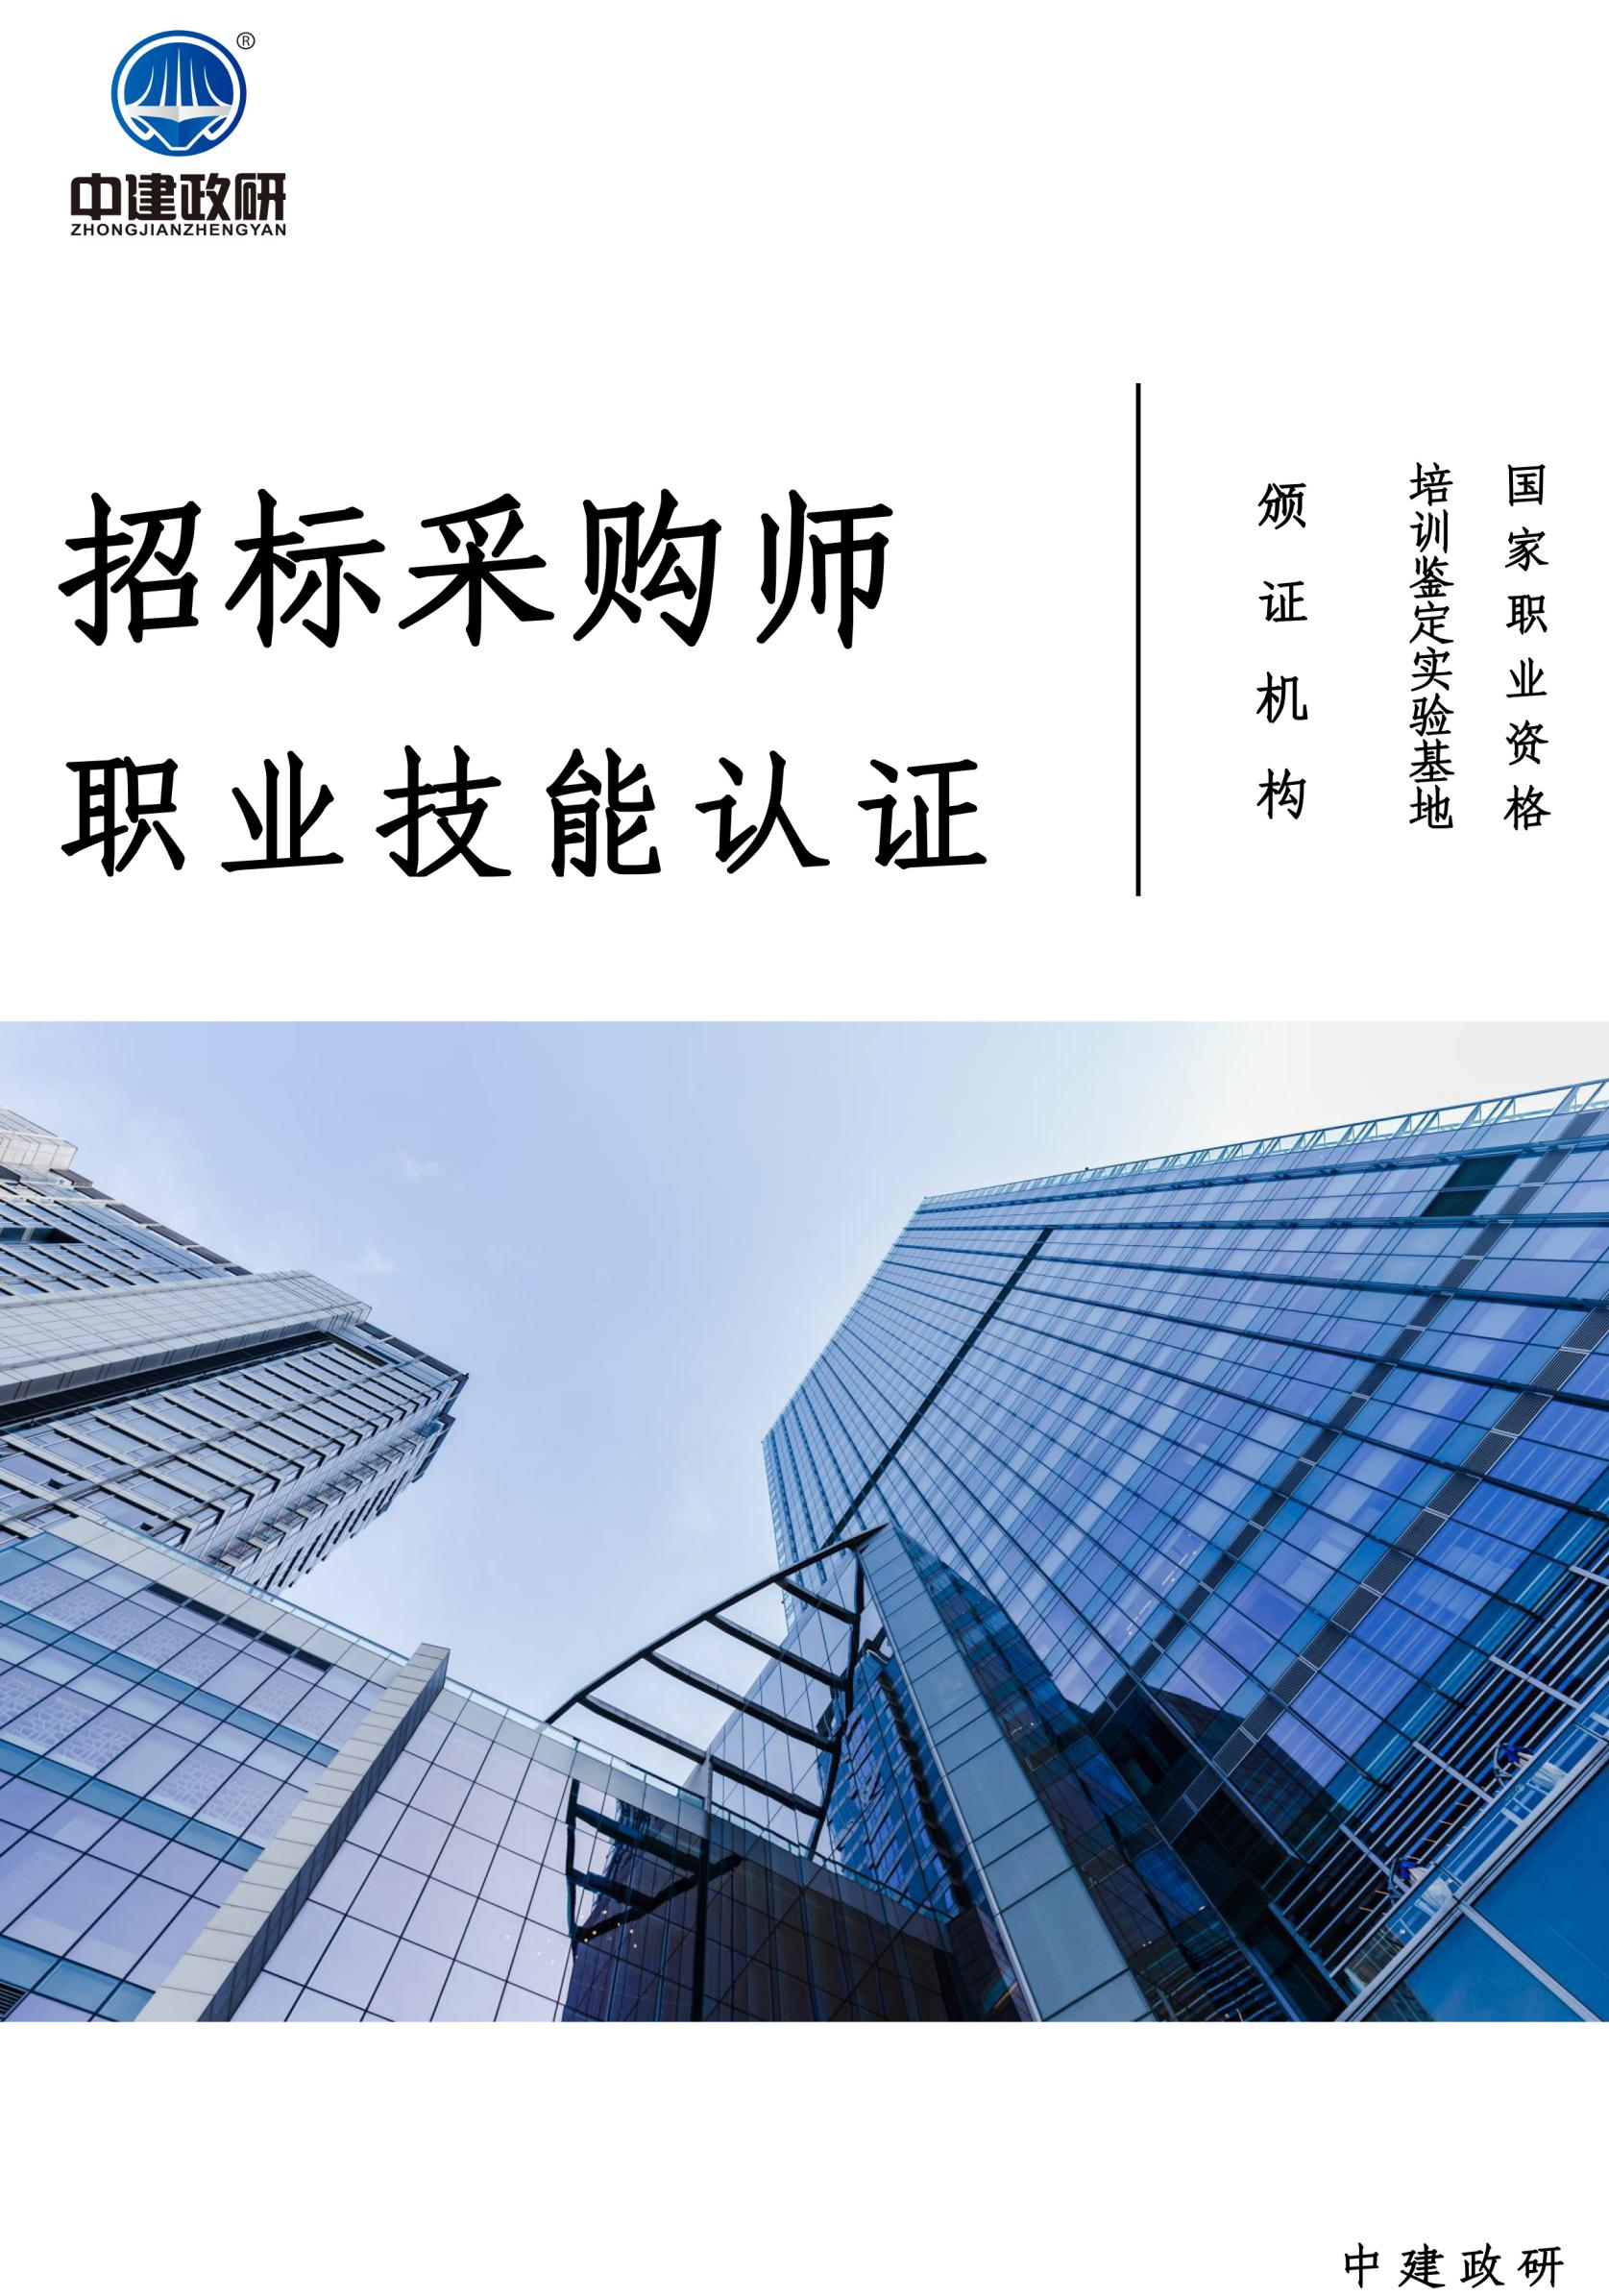 ®
中建政研
ZHONGJIANZHENGYAN
招标采购师
职业技能认证
国家职业资格
培训鉴定实验基地
颁证机构
中建政研